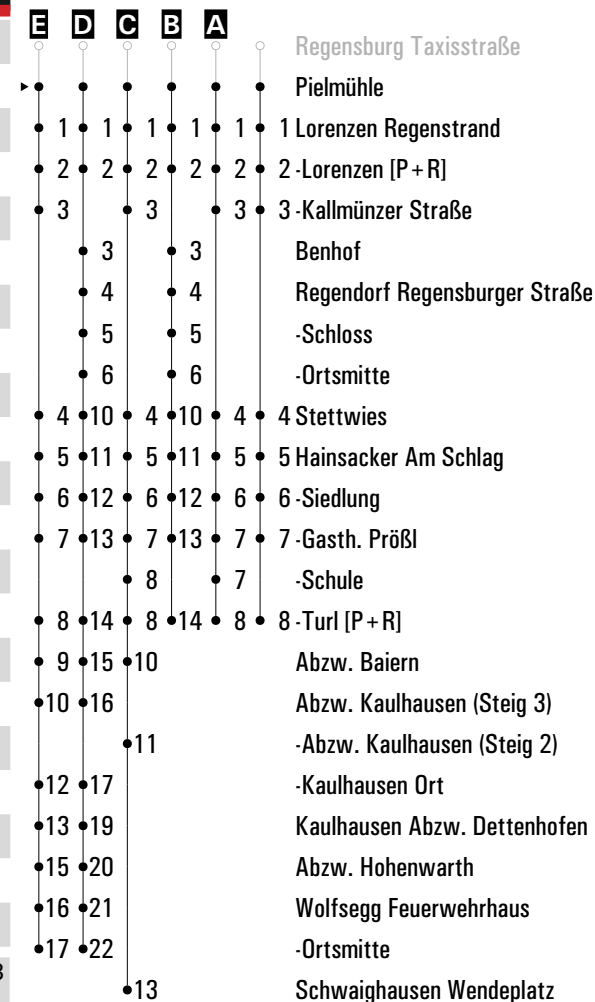 E D C B A
Regensburg Taxisstraße
Pielmühle
1 1 1 1 1 1 Lorenzen Regenstrand
2 2 2 2 2 2 -Lorenzen [P+R]
3 3 3 3 -Kallmünzer Straße
3 3 Benhof
4 4 Regendorf Regensburger Straße
5 5 -Schloss
6 6 -Ortsmitte
4 10 4 10 4 4 Stettwies
5 11 5 11 5 5 Hainsacker Am Schlag
6 12 6 12 6 6 -Siedlung
7 13 7 13 7 7 -Gasth. Prößl
8 7 -Schule
8 14 8 14 8 8 -Turl [P+R]
9 15 10 Abzw. Baiern
10 16 Abzw. Kaulhausen (Steig 3)
11 -Abzw. Kaulhausen (Steig 2)
12 17 -Kaulhausen Ort
13 19 Kaulhausen Abzw. Dettenhofen
15 20 Abzw. Hohenwarth
16 21 Wolfsegg Feuerwehrhaus
17 22 -Ortsmitte
13 Schwaighausen Wendeplatz